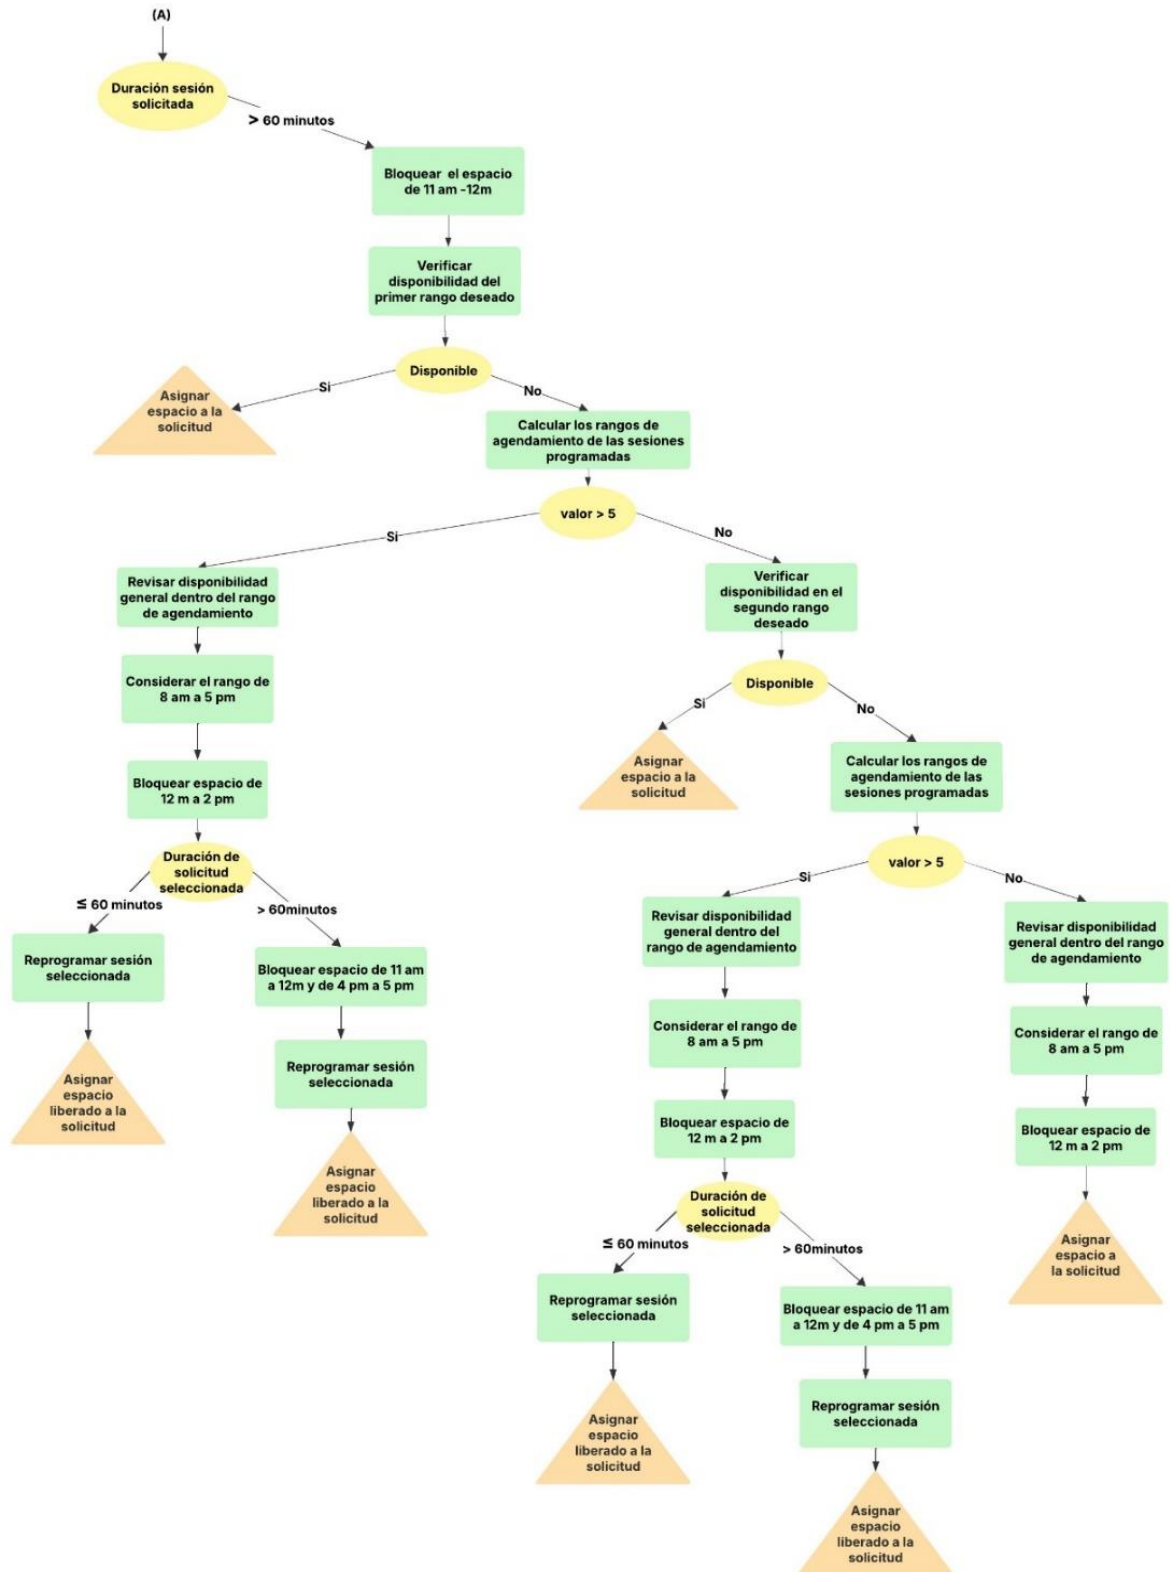 (A)
Duración sesión
solicitada
> 60 minutos
Bloquear el espacio
de 11 am -12m
Verificar
disponibilidad del
primer rango deseado
Disponible
Si
No
Asignar
espacio a la
solicitud
Calcular los rangos de
agendamiento de las sesiones
programadas
valor > 5
Si
No
Revisar disponibilidad
general dentro del rango
de agendamiento
Considerar el rango de
8 am a 5 pm
Bloquear espacio de
12 m a 2 pm
Duración de
solicitud
seleccionada
≤ 60 minutos
> 60minutos
Reprogramar sesión
seleccionada
Asignar
espacio
liberado a la
solicitud
Bloquear espacio de 11 am
a 12m y de 4 pm a 5 pm
Reprogramar sesión
seleccionada
Asignar
espacio
liberado a la
solicitud
Verificar
disponibilidad en el
segundo rango
deseado
Disponible
Si
No
Asignar
espacio a la
solicitud
Calcular los rangos de
agendamiento de las
sesiones programadas
valor > 5
Si
No
Revisar disponibilidad
general dentro del
rango de agendamiento
Considerar el rango de
8 am a 5 pm
Bloquear espacio de
12 m a 2 pm
Duración de
solicitud
seleccionada
≤ 60 minutos
> 60minutos
Reprogramar sesión
seleccionada
Asignar
espacio
liberado a la
solicitud
Bloquear espacio de 11 am
a 12m y de 4 pm a 5 pm
Reprogramar sesión
seleccionada
Asignar
espacio
liberado a la
solicitud
Revisar disponibilidad
general dentro del rango
de agendamiento
Considerar el rango de
8 am a 5 pm
Bloquear espacio de
12 m a 2 pm
Asignar
espacio a
la solicitud